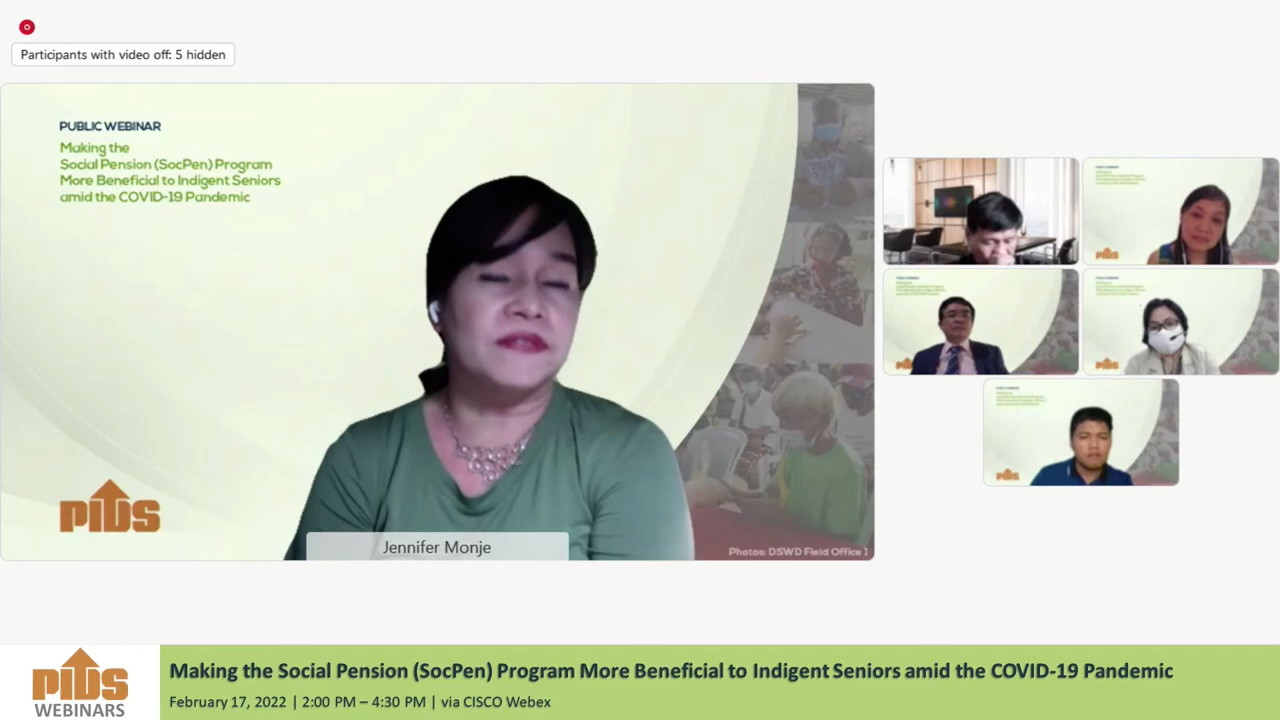 Participants with video off: 5 hidden
PUBLIC WEBINAR
Making the
Social Pension (SocPen) Program
More Beneficial to Indigent Seniors
amid the COVID-19 Pandemic
PIDS
Jennifer Monje
Photos: DSWD Field Office 1
PIDS
WEBINARS
Making the Social Pension (SocPen) Program More Beneficial to Indigent Seniors amid the COVID-19 Pandemic
February 17, 2022 | 2:00 PM – 4:30 PM | via CISCO Webex